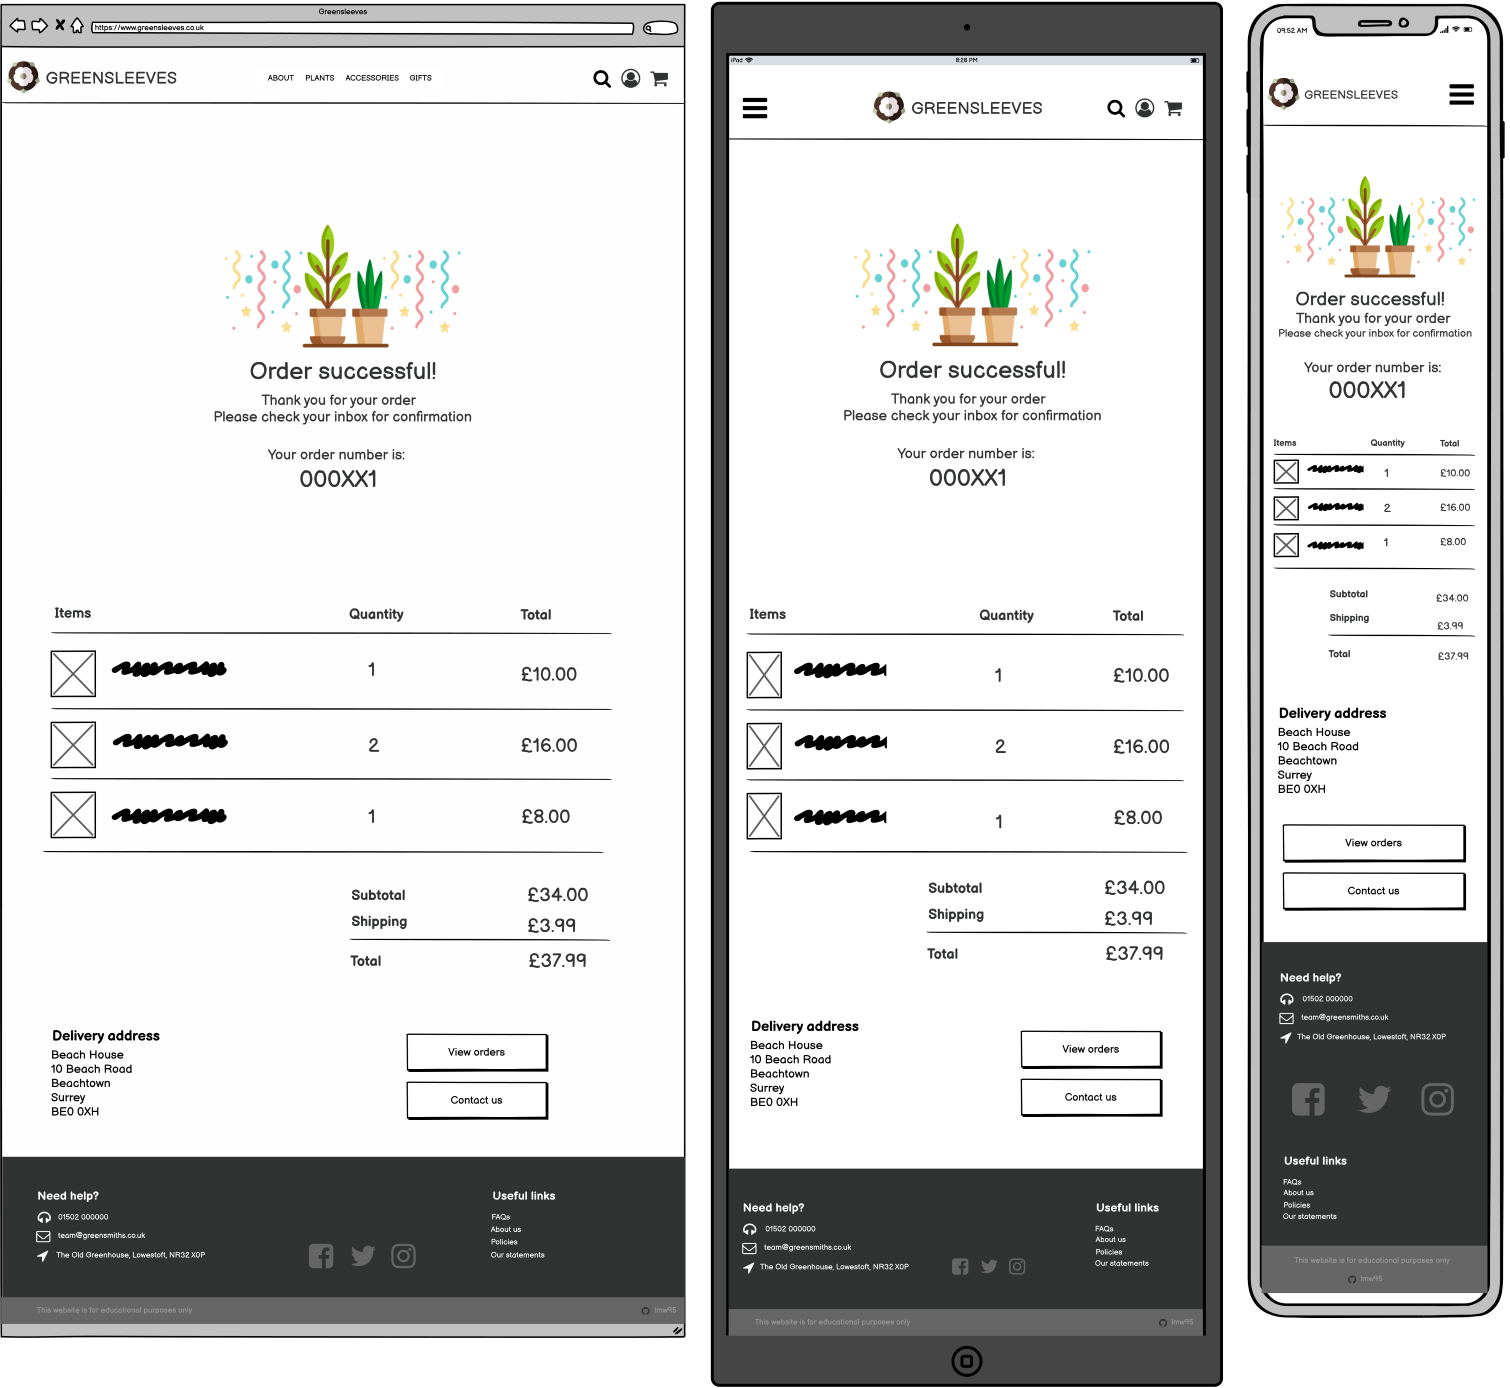 Greensleeves
https://www.greensleeves.co.uk
GREENSLEEVES
ABOUT PLANTS ACCESSORIES GIFTS
Order successful!
Thank you for your order
Please check your inbox for confirmation
Your order number is:
000XX1
Items Quantity Total
1 £10.00
2 £16.00
1 £8.00
Subtotal £34.00
Shipping £3.99
Total £37.99
Delivery address
Beach House
10 Beach Road
Beachtown
Surrey
BE0 0XH
View orders
Contact us
Need help?
01502 000000
team@greensmiths.co.uk
The Old Greenhouse, Lowestoft, NR32 X0P
Useful links
FAQs
About us
Policies
Our statements
This website is for educational purposes only
lmw95
iPad 8:28 PM
GREENSLEEVES
Order successful!
Thank you for your order
Please check your inbox for confirmation
Your order number is:
000XX1
Items Quantity Total
1 £10.00
2 £16.00
1 £8.00
Subtotal £34.00
Shipping £3.99
Total £37.99
Delivery address
Beach House
10 Beach Road
Beachtown
Surrey
BE0 0XH
View orders
Contact us
Need help?
01502 000000
team@greensmiths.co.uk
The Old Greenhouse, Lowestoft, NR32 X0P
Useful links
FAQs
About us
Policies
Our statements
This website is for educational purposes only
lmw95
09:52 AM
GREENSLEEVES
Order successful!
Thank you for your order
Please check your inbox for confirmation
Your order number is:
000XX1
Items Quantity Total
1 £10.00
2 £16.00
1 £8.00
Subtotal £34.00
Shipping £3.99
Total £37.99
Delivery address
Beach House
10 Beach Road
Beachtown
Surrey
BE0 0XH
View orders
Contact us
Need help?
01502 000000
team@greensmiths.co.uk
The Old Greenhouse, Lowestoft, NR32 X0P
Useful links
FAQs
About us
Policies
Our statements
This website is for educational purposes only
lmw95